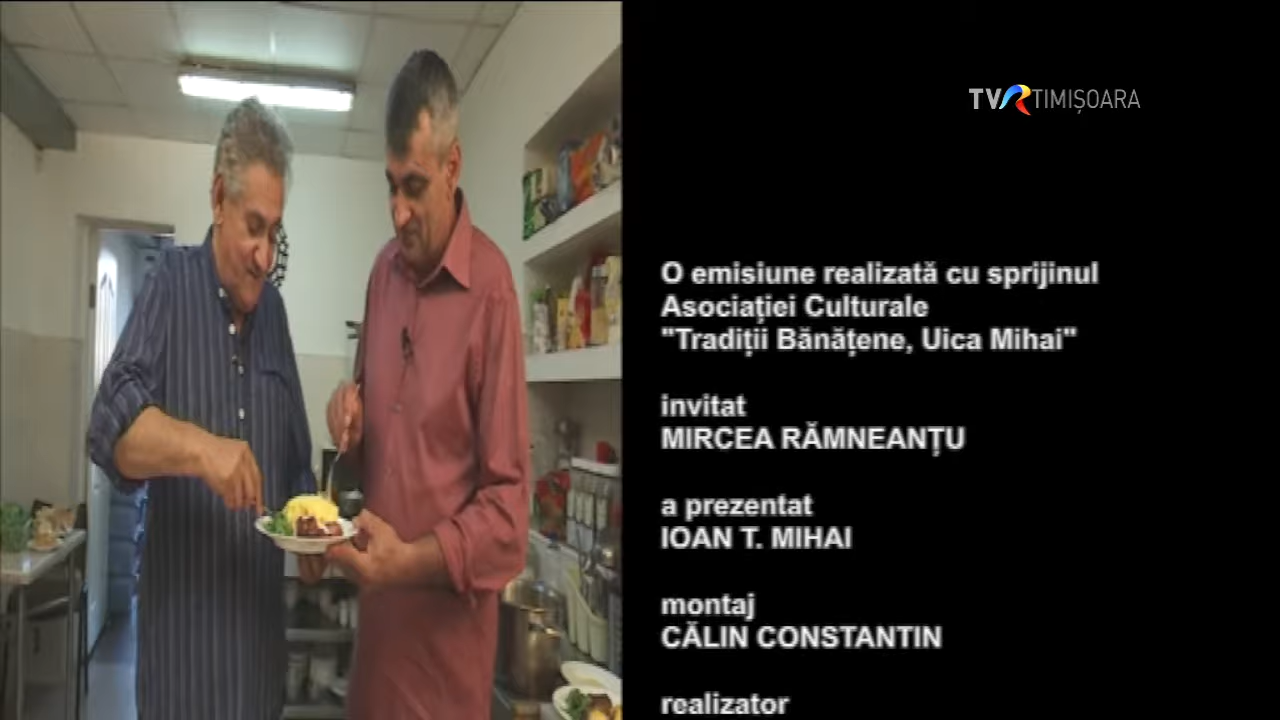 TVR TIMIȘOARA
O emisiune realizată cu sprijinul
Asociației Culturale
"Tradiții Bănățene, Uica Mihai"
invitat
MIRCEA RĂMNEANȚU
a prezentat
IOAN T. MIHAI
montaj
CĂLIN CONSTANTIN
realizator